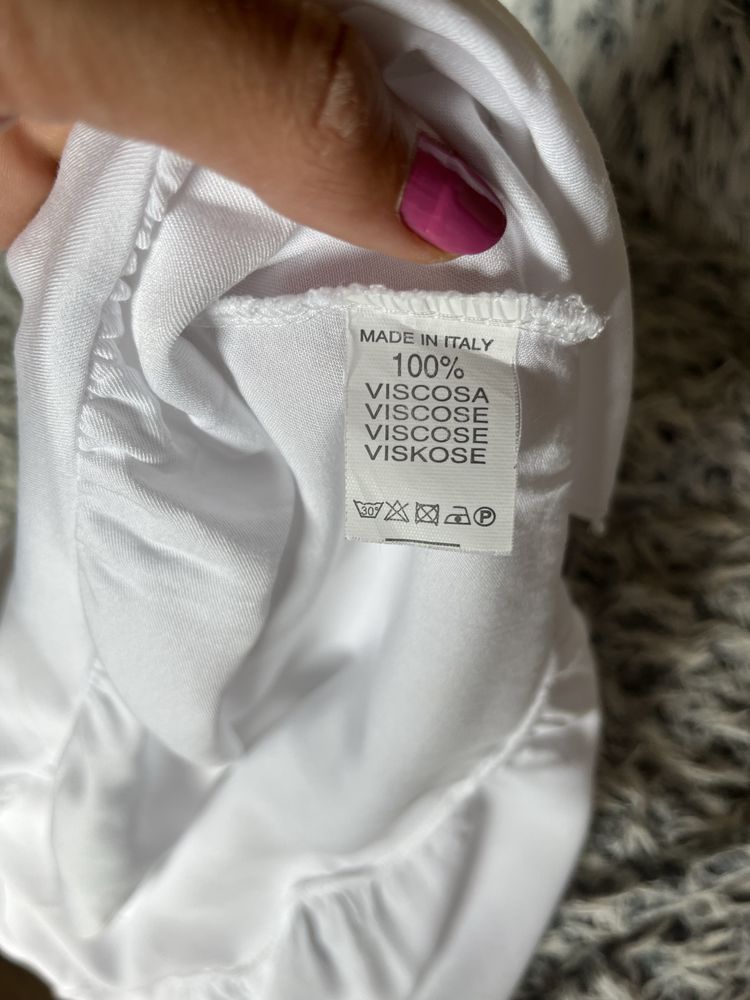 MADE IN ITALY
100%
VISCOSA
VISCOSE
VISCOSE
VISKOSE
30° P